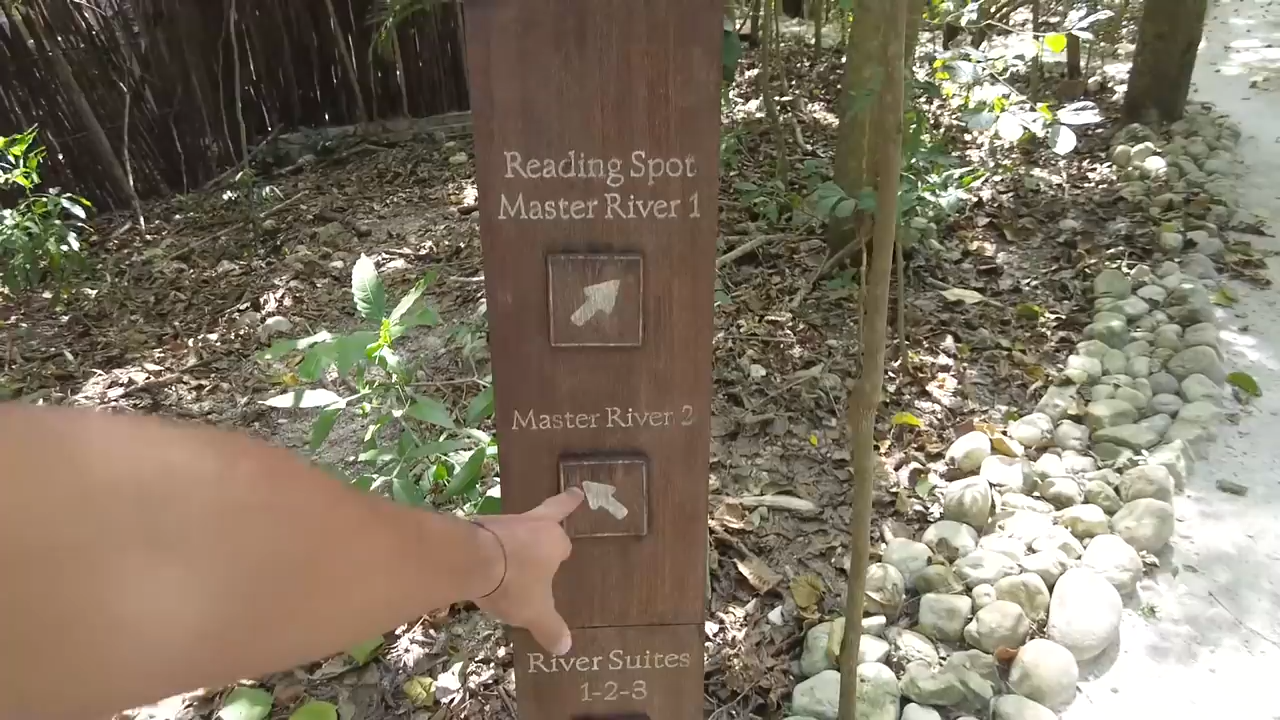 Reading Spot
Master River 1
Master River 2
River Suites
1-2-3